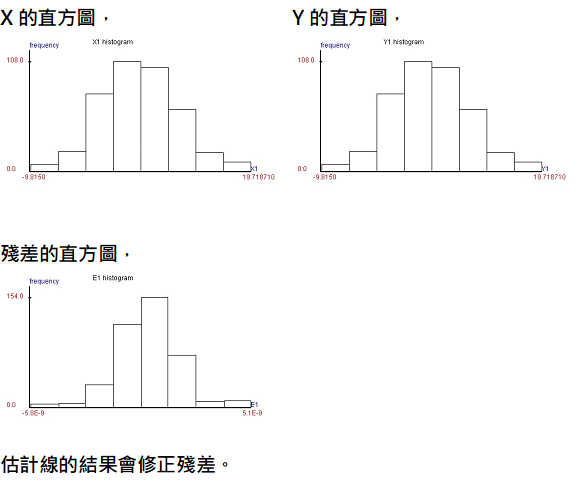 X 的直方圖，
Y 的直方圖，
frequency
X1 histogram
108.0
0.0
X1
-9.8150
19.718710
frequency
Y1 histogram
108.0
0.0
Y1
-9.8150
19.718710
殘差的直方圖，
frequency
E1 histogram
154.0
0.0
E1
-5.8E-9
5.1E-9
估計線的結果會修正殘差。